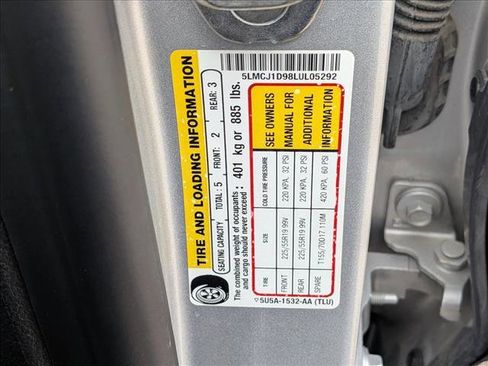 5LMCJ1D98LUL05292
TIRE AND LOADING INFORMATION
SEATING CAPACITY TOTAL: 5 FRONT: 2 REAR: 3
The combined weight of occupants
and cargo should never exceed: 401 kg or 885 lbs.
TIRE SIZE COLD TIRE PRESSURE
FRONT 225/55R19 99V 220 KPA, 32 PSI
REAR 225/55R19 99V 220 KPA, 32 PSI
SPARE T155/70D17 110M 420 KPA, 60 PSI
SEE OWNERS
MANUAL FOR
ADDITIONAL
INFORMATION
5U5A-1532-AA (TLU)